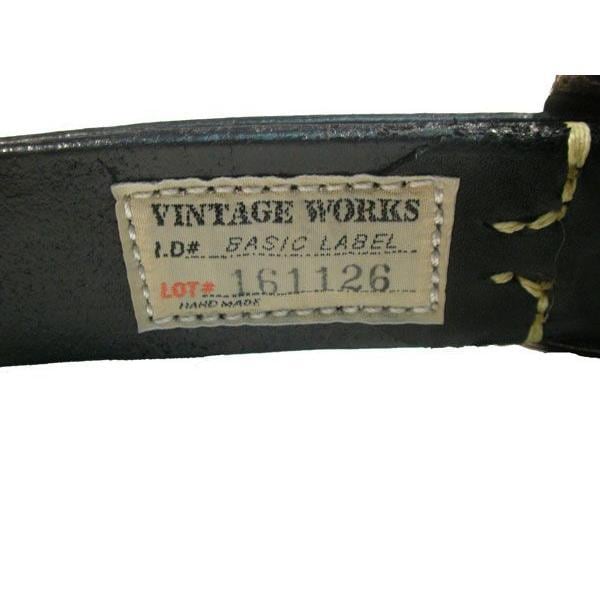 VINTAGE WORKS
I.D# BASIC LABEL
LOT# 161126
HAND MADE